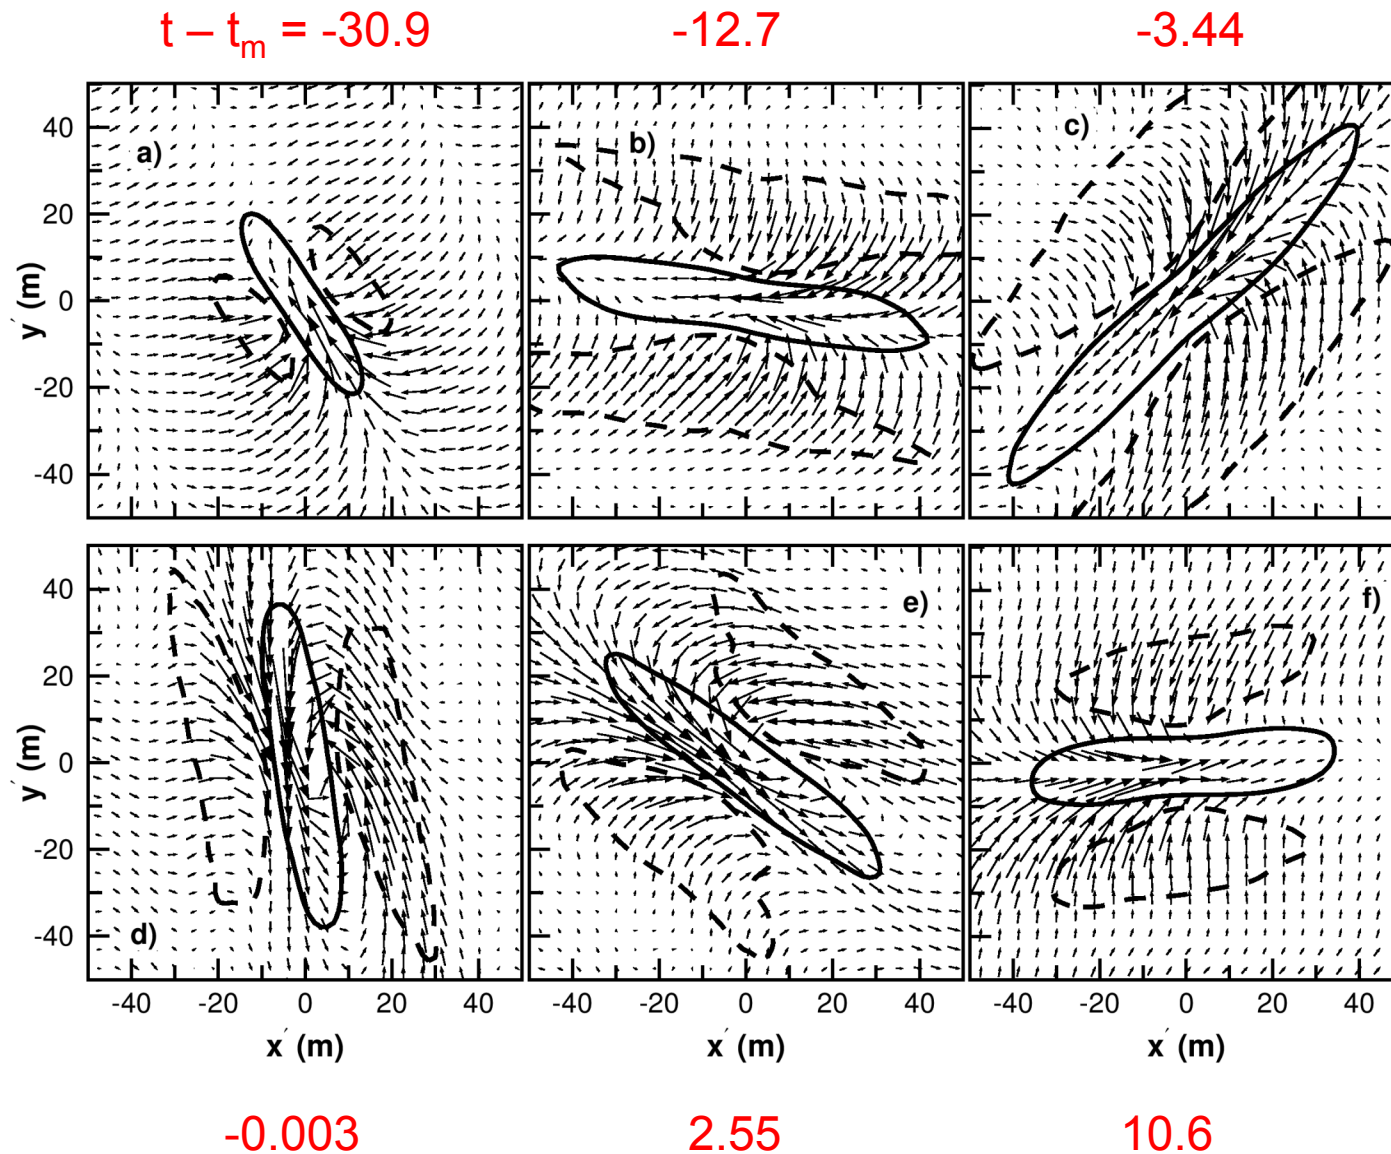 t – tm = -30.9 -12.7 -3.44
a) b) c)
40
20
0
-20
-40
y′ (m)
d) e) f)
40
20
0
-20
-40
y′ (m)
-40 -20 0 20 40 -40 -20 0 20 40 -40 -20 0 20 40
x′ (m) x′ (m) x′ (m)
-0.003 2.55 10.6